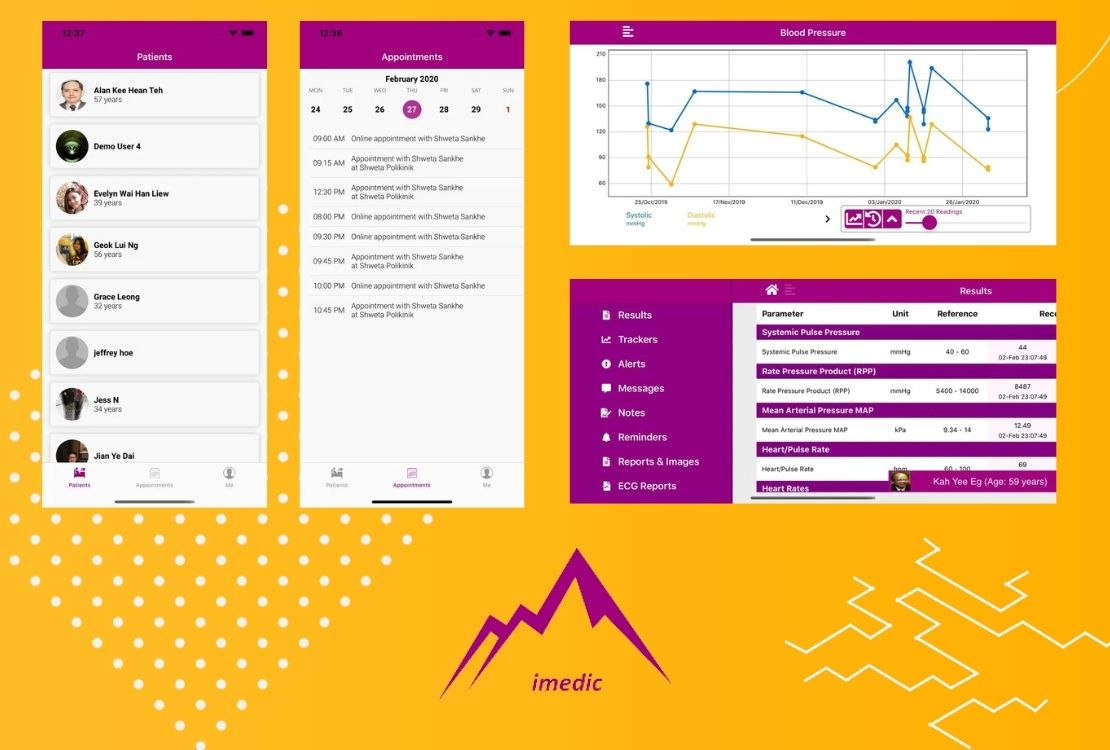 12:37
Patients
Alan Kee Hean Teh
57 years
Demo User 4
Evelyn Wai Han Liew
39 years
Geok Lui Ng
56 years
Grace Leong
32 years
jeffrey hoe
Jess N
34 years
Jian Ye Dai
Patients Appointments Me
12:38
Appointments
February 2020
MON TUE WED THU FRI SAT SUN
24 25 26 27 28 29 1
09:00 AM Online appointment with Shweta Sankhe
09:15 AM Appointment with Shweta Sankhe
at Shweta Polikinik
12:30 PM Appointment with Shweta Sankhe
at Shweta Polikinik
08:00 PM Online appointment with Shweta Sankhe
09:30 PM Online appointment with Shweta Sankhe
09:45 PM Appointment with Shweta Sankhe
at Shweta Polikinik
10:00 PM Online appointment with Shweta Sankhe
10:45 PM Appointment with Shweta Sankhe
at Shweta Polikinik
Patients Appointments Me
Blood Pressure
210
180
150
120
90
60
25/Oct/2019 17/Nov/2019 11/Dec/2019 03/Jan/2020 26/Jan/2020
Systolic
mmHg
Diastolic
mmHg
Recent 20 Readings
Results
Trackers
Alerts
Messages
Notes
Reminders
Reports & Images
ECG Reports
Results
Parameter Unit Reference Rece
Systemic Pulse Pressure
Systemic Pulse Pressure mmHg 40 - 60 44
02-Feb 23:07:49
Rate Pressure Product (RPP)
Rate Pressure Product (RPP) mmHg 5400 - 14000 8487
02-Feb 23:07:49
Mean Arterial Pressure MAP
Mean Arterial Pressure MAP kPa 9.34 - 14 12.49
02-Feb 23:07:49
Heart/Pulse Rate
Heart/Pulse Rate bpm 60 - 100 69
Kah Yee Eg (Age: 59 years)
Heart Rates
imedic